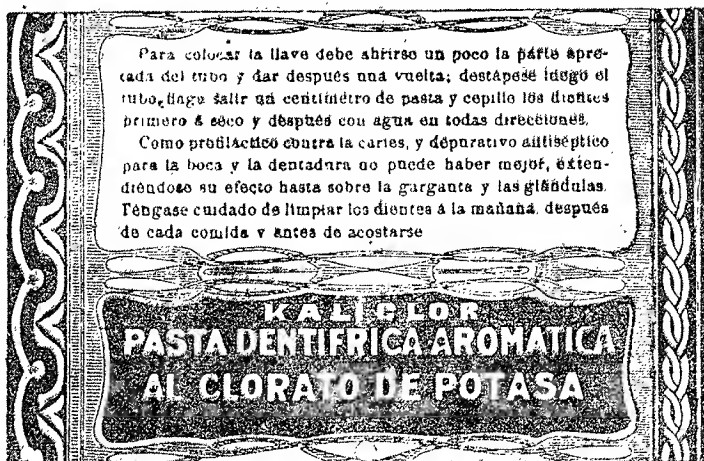 Para colocar la llave debe abrirse un poco la parte apre-
tada del tubo y dar después una vuelta; destápese luego el
tubo, haga salir un centímetro de pasta y cepille los dientes
primero á seco y después con agua en todas direcciones.
Como profiláctico contra la caries, y depurativo antiséptico
para la boca y la dentadura no puede haber mejor, exten-
diéndose su efecto hasta sobre la garganta y las glándulas.
Téngase cuidado de limpiar los dientes á la mañana, después
de cada comida y antes de acostarse
KALICLOR
PASTA DENTIFRICA AROMATICA
AL CLORATO DE POTASA